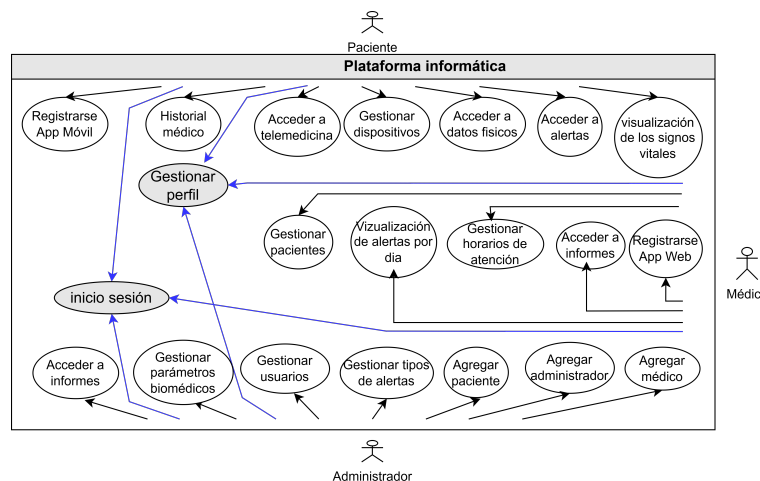 Paciente
Plataforma informática
Registrarse
App Móvil
Historial
médico
Acceder a
telemedicina
Gestionar
dispositivos
Acceder a
datos fisicos
Acceder a
alertas
visualización
de los signos
vitales
Gestionar
perfil
Gestionar
pacientes
Vizualización
de alertas por
dia
Gestionar
horarios de
atención
Acceder a
informes
Registrarse
App Web
Médic
inicio sesión
Acceder a
informes
Gestionar
parámetros
biomédicos
Gestionar
usuarios
Gestionar tipos
de alertas
Agregar
paciente
Agregar
administrador
Agregar
médico
Administrador